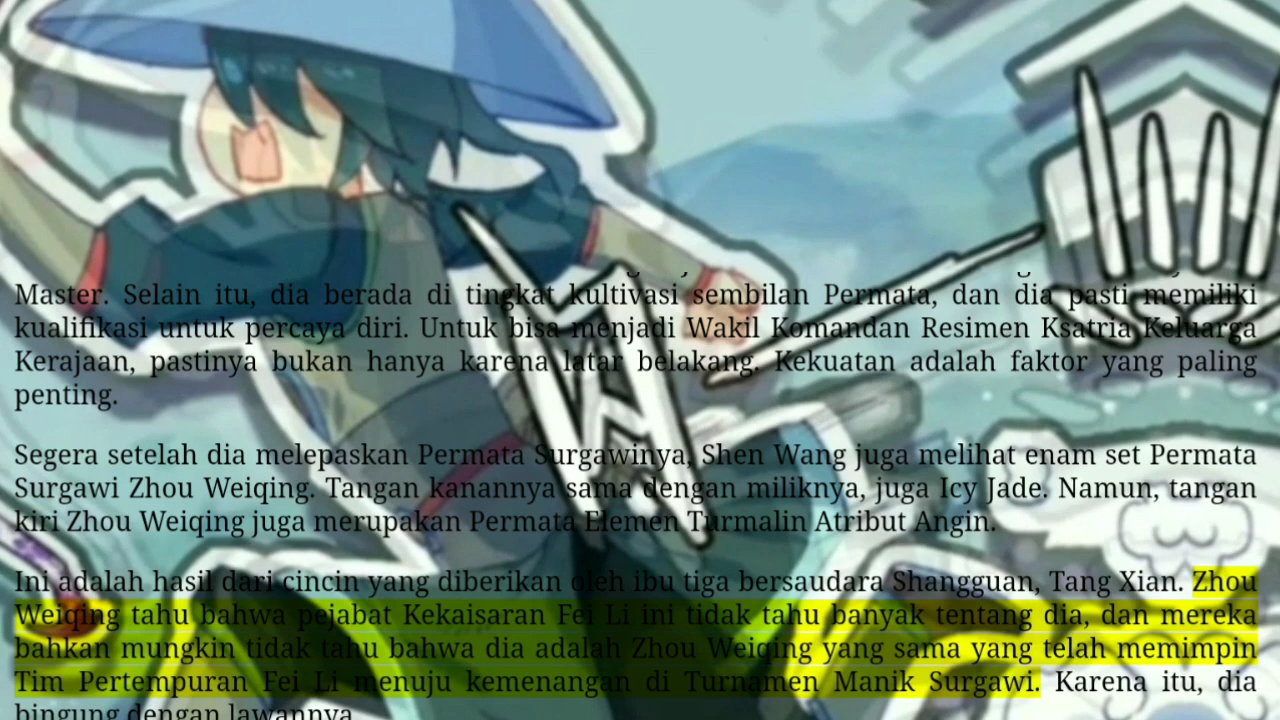 Master. Selain itu, dia berada di tingkat kultivasi sembilan Permata, dan dia pasti memiliki
kualifikasi untuk percaya diri. Untuk bisa menjadi Wakil Komandan Resimen Ksatria Keluarga
Kerajaan, pastinya bukan hanya karena latar belakang. Kekuatan adalah faktor yang paling
penting.
Segera setelah dia melepaskan Permata Surgawinya, Shen Wang juga melihat enam set Permata
Surgawi Zhou Weiqing. Tangan kanannya sama dengan miliknya, juga Icy Jade. Namun, tangan
kiri Zhou Weiqing juga merupakan Permata Elemen Turmalin Atribut Angin.
Ini adalah hasil dari cincin yang diberikan oleh ibu tiga bersaudara Shangguan, Tang Xian. Zhou
Weiqing tahu bahwa pejabat Kekaisaran Fei Li ini tidak tahu banyak tentang dia, dan mereka
bahkan mungkin tidak tahu bahwa dia adalah Zhou Weiqing yang sama yang telah memimpin
Tim Pertempuran Fei Li menuju kemenangan di Turnamen Manik Surgawi. Karena itu, dia
bingung dengan lawannya.